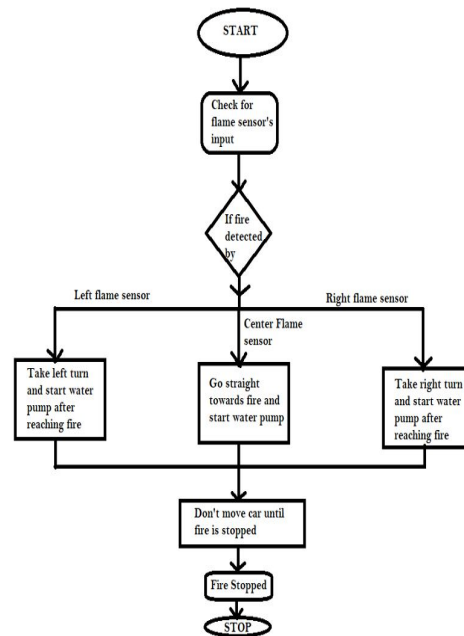 START
Check for
flame sensor's
input
If fire
detected
by
Left flame sensor
Right flame sensor
Center Flame
sensor
Take left turn
and start water
pump after
reaching fire
Go straight
towards fire and
start water pump
Take right turn
and start water
pump after
reaching fire
Don't move car until
fire is stopped
Fire Stopped
STOP